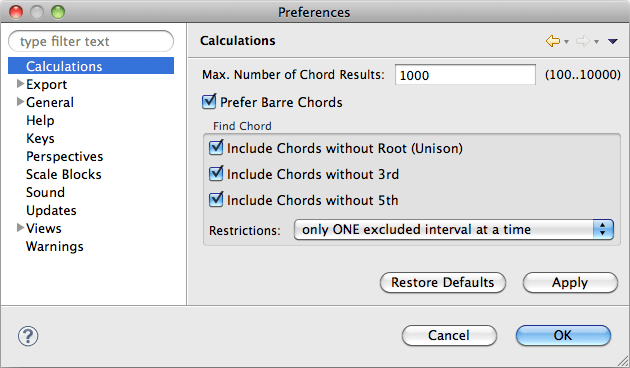 Preferences
type filter text
Calculations
Export
General
Help
Keys
Perspectives
Scale Blocks
Sound
Updates
Views
Warnings
Calculations
Max. Number of Chord Results: 1000 (100..10000)
Prefer Barre Chords
Find Chord
Include Chords without Root (Unison)
Include Chords without 3rd
Include Chords without 5th
Restrictions: only ONE excluded interval at a time
Restore Defaults Apply
? Cancel OK